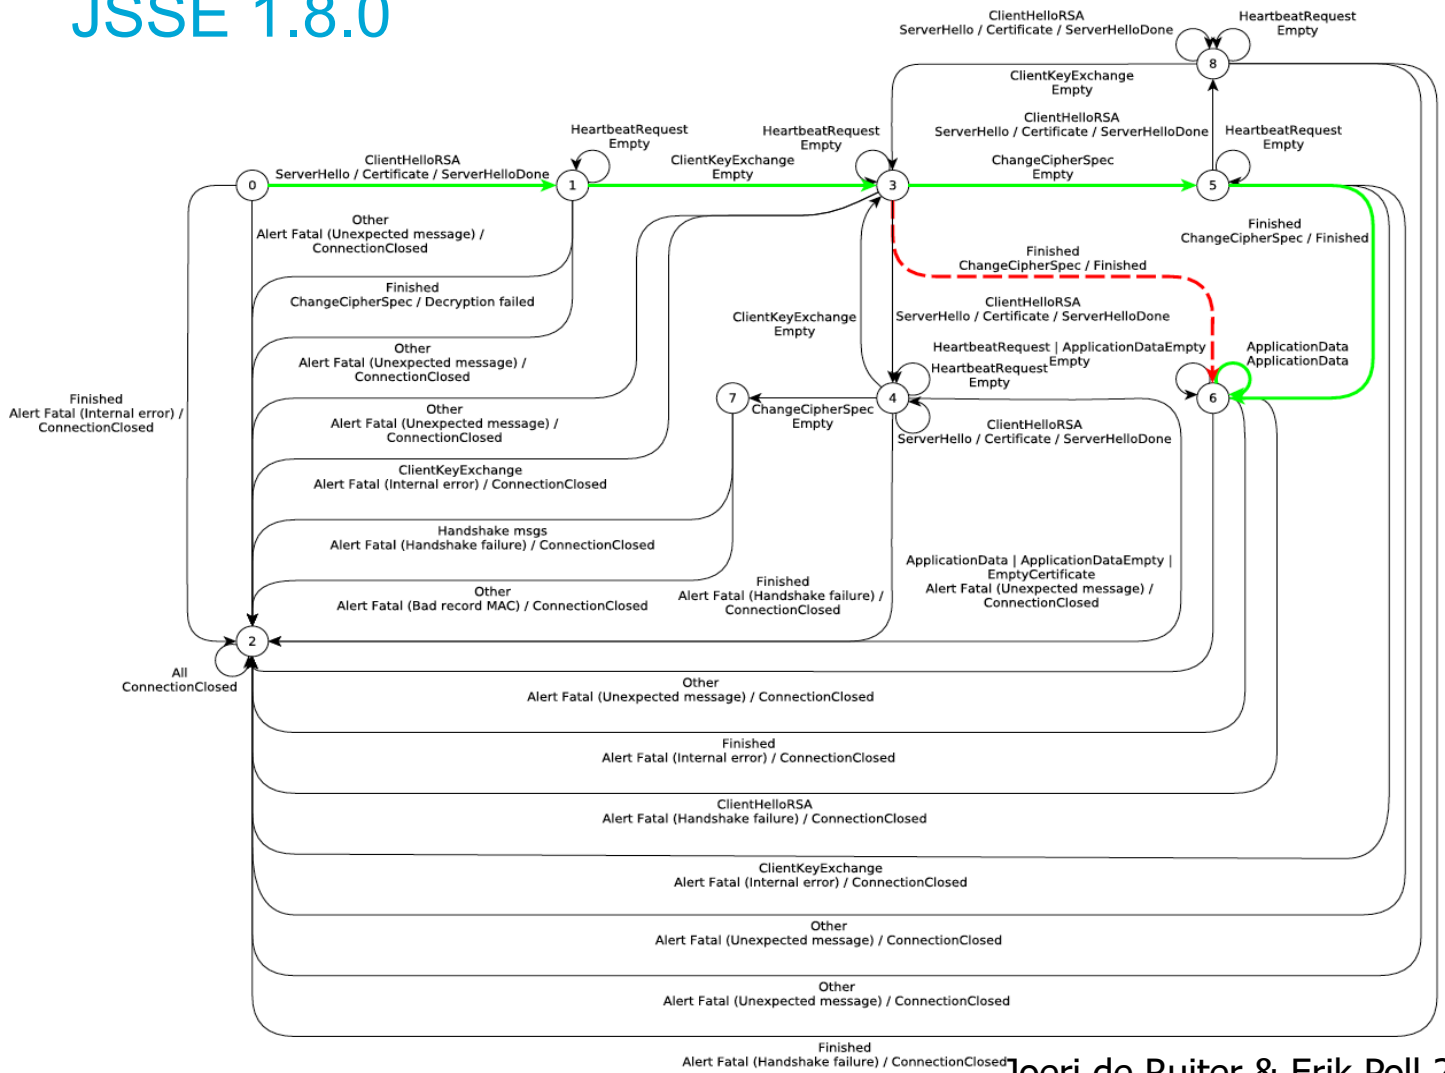 JSSE 1.8.0
ClientHelloRSA
ServerHello / Certificate / ServerHelloDone
HeartbeatRequest
Empty
8
ClientKeyExchange
Empty
HeartbeatRequest
Empty
HeartbeatRequest
Empty
ClientHelloRSA
ServerHello / Certificate / ServerHelloDone
HeartbeatRequest
Empty
ClientHelloRSA
ServerHello / Certificate / ServerHelloDone
ClientKeyExchange
Empty
ChangeCipherSpec
Empty
0
1
3
5
Other
Alert Fatal (Unexpected message) /
ConnectionClosed
Finished
ChangeCipherSpec / Finished
Finished
ChangeCipherSpec / Finished
Finished
ChangeCipherSpec / Decryption failed
ClientHelloRSA
ServerHello / Certificate / ServerHelloDone
ClientKeyExchange
Empty
Other
Alert Fatal (Unexpected message) /
ConnectionClosed
HeartbeatRequest | ApplicationDataEmpty
Empty
ApplicationData
ApplicationData
HeartbeatRequest
Empty
7
4
6
Finished
Alert Fatal (Internal error) /
ConnectionClosed
Other
Alert Fatal (Unexpected message) /
ConnectionClosed
ChangeCipherSpec
Empty
ClientHelloRSA
ServerHello / Certificate / ServerHelloDone
ClientKeyExchange
Alert Fatal (Internal error) / ConnectionClosed
Handshake msgs
Alert Fatal (Handshake failure) / ConnectionClosed
ApplicationData | ApplicationDataEmpty |
EmptyCertificate
Alert Fatal (Unexpected message) /
ConnectionClosed
Finished
Alert Fatal (Handshake failure) /
ConnectionClosed
Other
Alert Fatal (Bad record MAC) / ConnectionClosed
2
All
ConnectionClosed
Other
Alert Fatal (Unexpected message) / ConnectionClosed
Finished
Alert Fatal (Internal error) / ConnectionClosed
ClientHelloRSA
Alert Fatal (Handshake failure) / ConnectionClosed
ClientKeyExchange
Alert Fatal (Internal error) / ConnectionClosed
Other
Alert Fatal (Unexpected message) / ConnectionClosed
Other
Alert Fatal (Unexpected message) / ConnectionClosed
Finished
Alert Fatal (Handshake failure) / ConnectionClosed
Joeri de Ruiter & Erik Poll